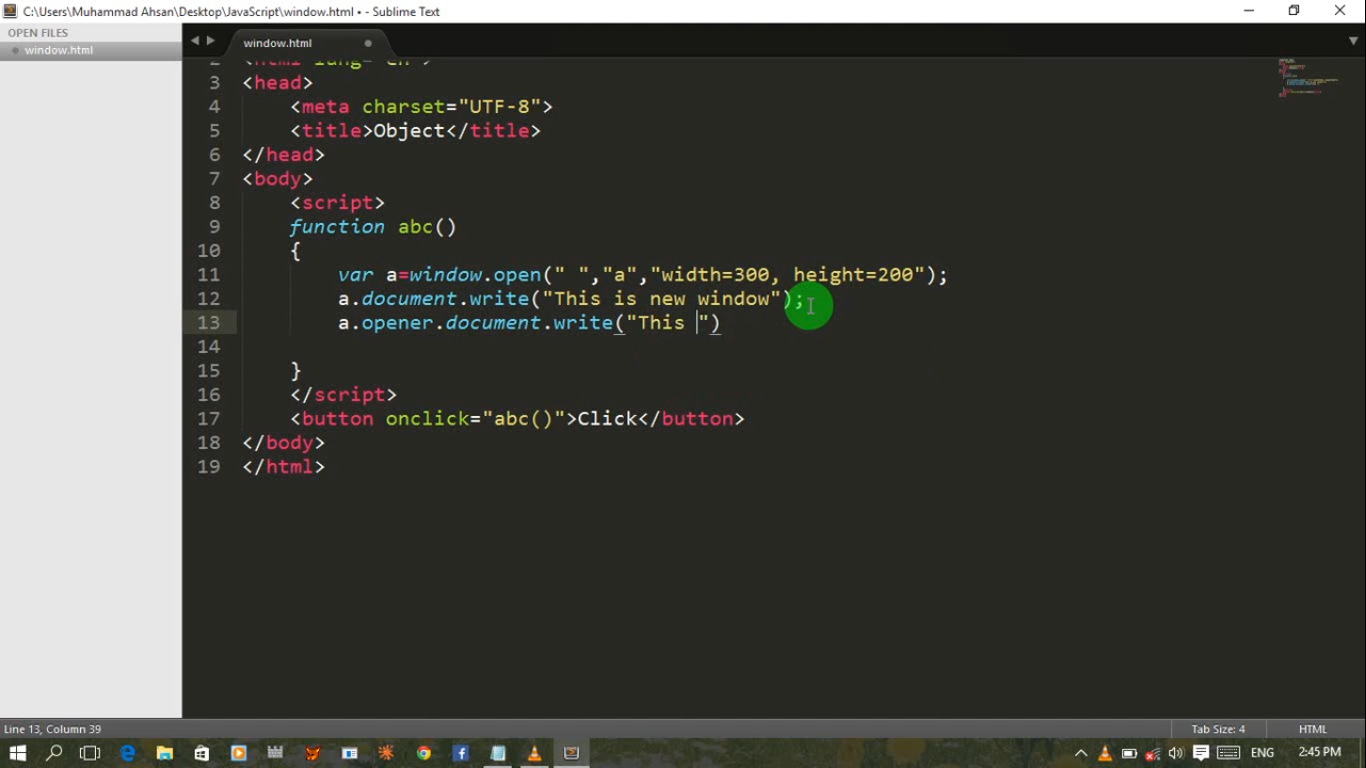 C:\Users\Muhammad Ahsan\Desktop\JavaScript\window.html • - Sublime Text
OPEN FILES
window.html
window.html
2 <html lang="en">
3 <head>
4 <meta charset="UTF-8">
5 <title>Object</title>
6 </head>
7 <body>
8 <script>
9 function abc()
10 {
11 var a=window.open(" ","a","width=300, height=200");
12 a.document.write("This is new window");
13 a.opener.document.write("This ")
14
15 }
16 </script>
17 <button onclick="abc()">Click</button>
18 </body>
19 </html>
Line 13, Column 39
Tab Size: 4
HTML
ENG
2:45 PM